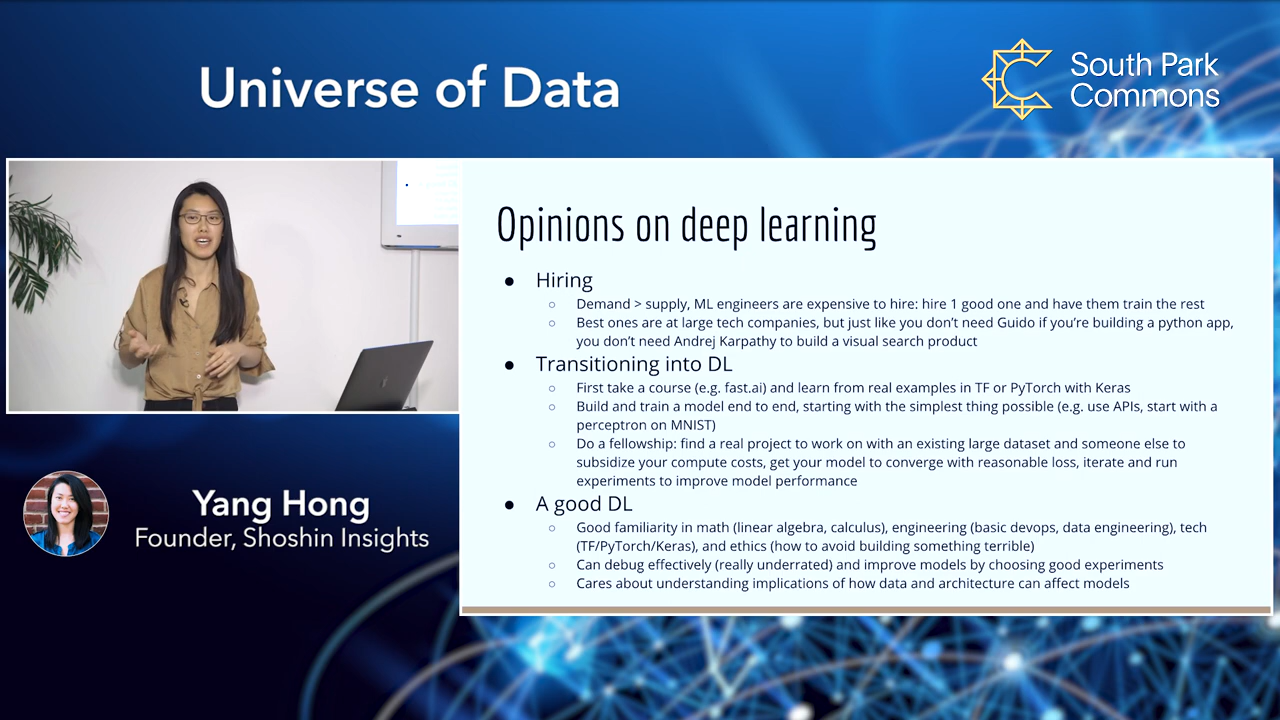 Universe of Data
South Park
Commons
Opinions on deep learning
● Hiring
○ Demand > supply, ML engineers are expensive to hire: hire 1 good one and have them train the rest
○ Best ones are at large tech companies, but just like you don’t need Guido if you’re building a python app,
you don’t need Andrej Karpathy to build a visual search product
● Transitioning into DL
○ First take a course (e.g. fast.ai) and learn from real examples in TF or PyTorch with Keras
○ Build and train a model end to end, starting with the simplest thing possible (e.g. use APIs, start with a
perceptron on MNIST)
○ Do a fellowship: find a real project to work on with an existing large dataset and someone else to
subsidize your compute costs, get your model to converge with reasonable loss, iterate and run
experiments to improve model performance
● A good DL
○ Good familiarity in math (linear algebra, calculus), engineering (basic devops, data engineering), tech
(TF/PyTorch/Keras), and ethics (how to avoid building something terrible)
○ Can debug effectively (really underrated) and improve models by choosing good experiments
○ Cares about understanding implications of how data and architecture can affect models
Yang Hong
Founder, Shoshin Insights